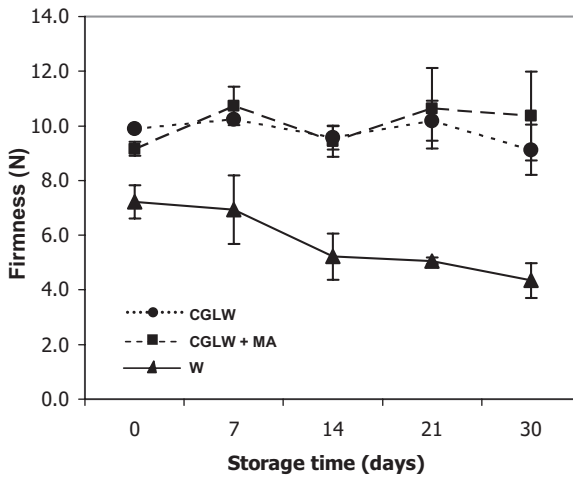 14.0
12.0
10.0
8.0
6.0
4.0
2.0
0.0
Firmness (N)
CGLW
CGLW + MA
W
0 7 14 21 30
Storage time (days)